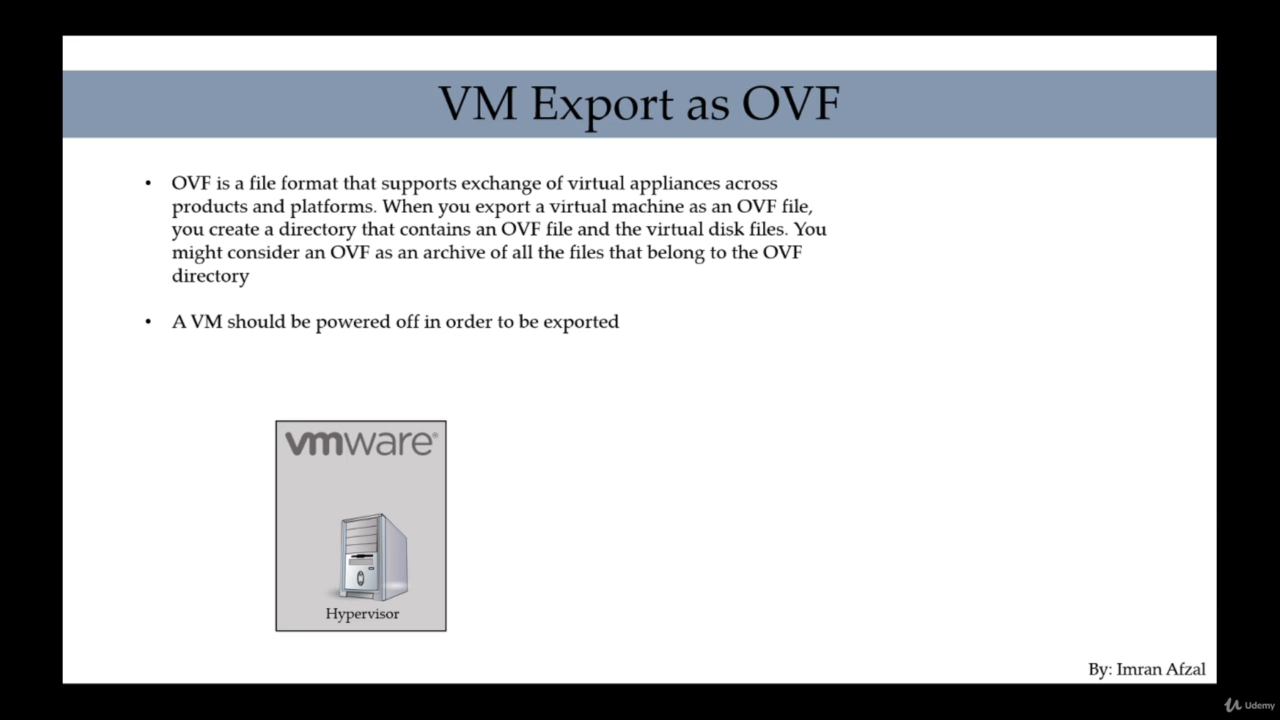 VM Export as OVF
• OVF is a file format that supports exchange of virtual appliances across
products and platforms. When you export a virtual machine as an OVF file,
you create a directory that contains an OVF file and the virtual disk files. You
might consider an OVF as an archive of all the files that belong to the OVF
directory
• A VM should be powered off in order to be exported
vmware®
Hypervisor
By: Imran Afzal
Udemy